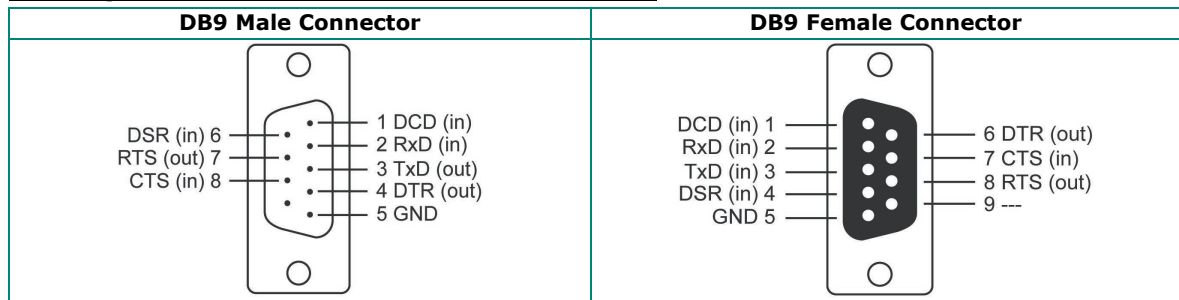 DB9 Male Connector
DB9 Female Connector
DSR (in) 6
RTS (out) 7
CTS (in) 8
1 DCD (in)
2 RxD (in)
3 TxD (out)
4 DTR (out)
5 GND
DCD (in) 1
RxD (in) 2
TxD (in) 3
DSR (in) 4
GND 5
6 DTR (out)
7 CTS (in)
8 RTS (out)
9 ---